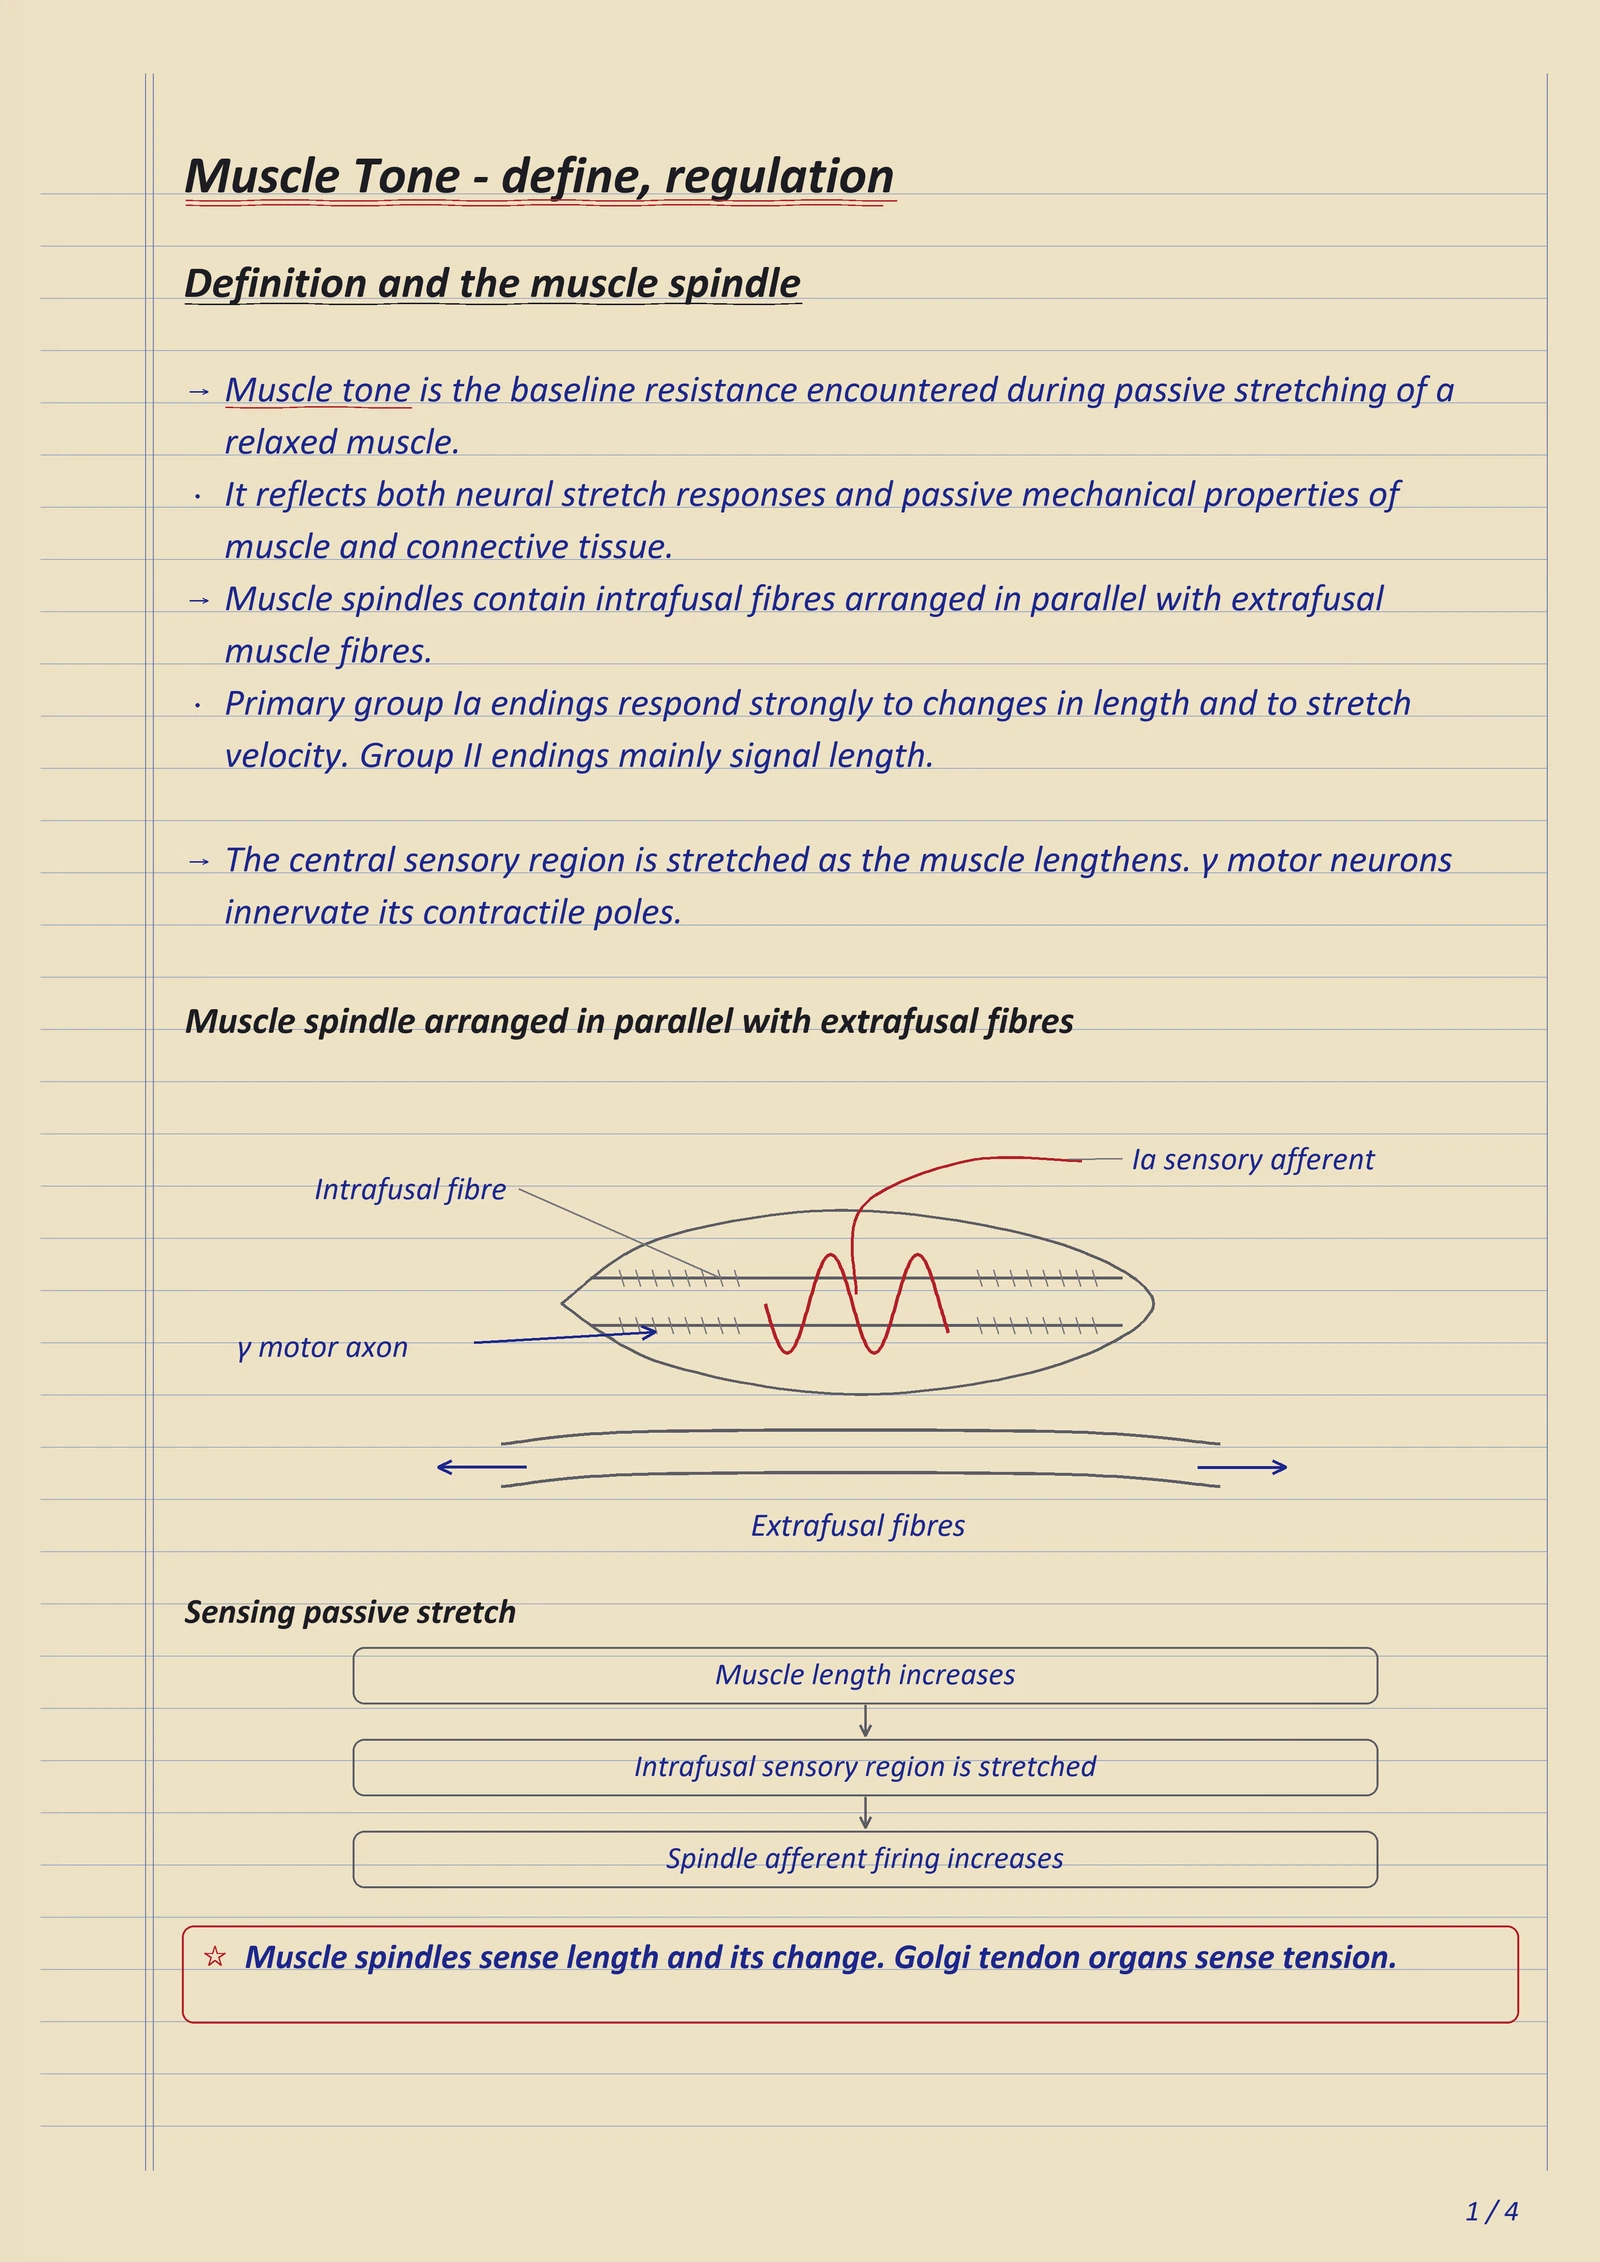 Muscle Tone - define, regulation
Definition and the muscle spindle
→ Muscle tone is the baseline resistance encountered during passive stretching of a
relaxed muscle.
· It reflects both neural stretch responses and passive mechanical properties of
muscle and connective tissue.
→ Muscle spindles contain intrafusal fibres arranged in parallel with extrafusal
muscle fibres.
· Primary group Ia endings respond strongly to changes in length and to stretch
velocity. Group II endings mainly signal length.
→ The central sensory region is stretched as the muscle lengthens. γ motor neurons
innervate its contractile poles.
Muscle spindle arranged in parallel with extrafusal fibres
Ia sensory afferent
Intrafusal fibre
γ motor axon
Extrafusal fibres
Sensing passive stretch
Muscle length increases
Intrafusal sensory region is stretched
Spindle afferent firing increases
☆ Muscle spindles sense length and its change. Golgi tendon organs sense tension.
1 / 4